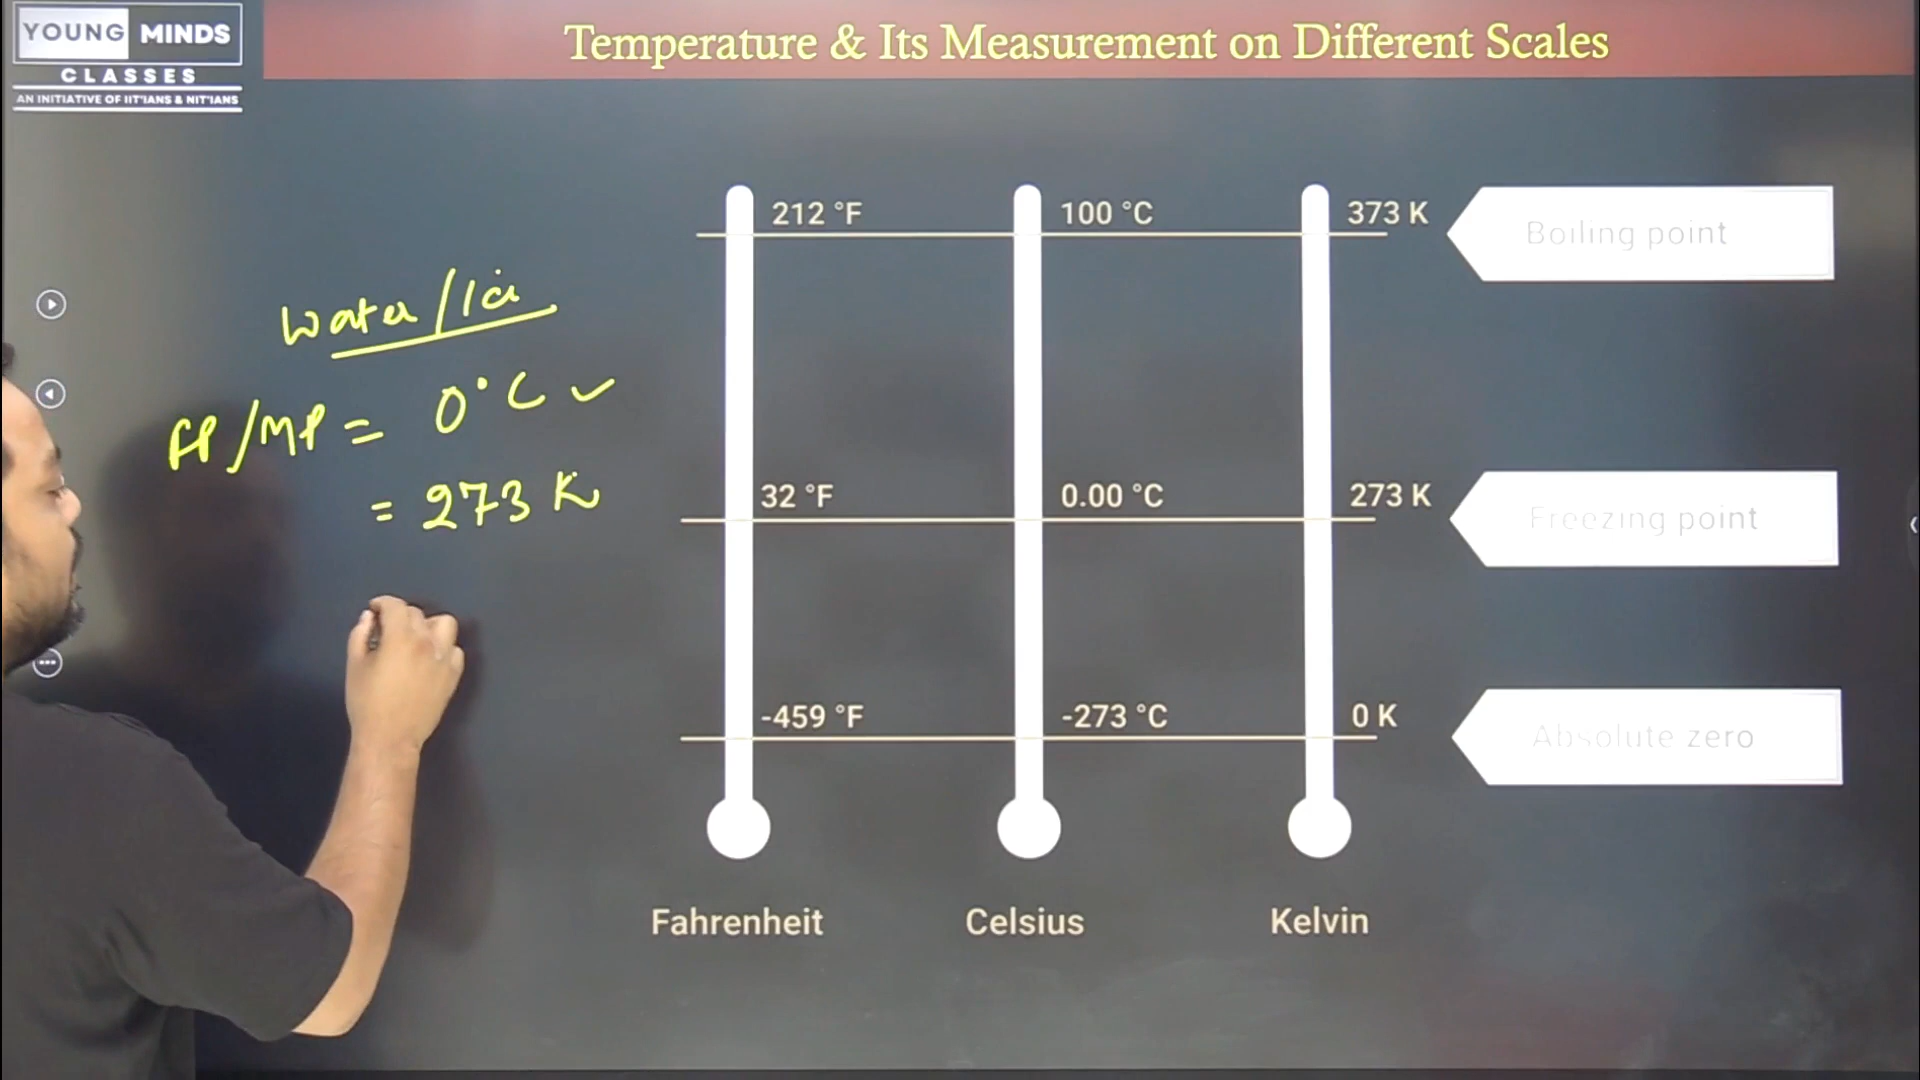 YOUNG MINDS
CLASSES
AN INITIATIVE OF IIT'IANS & NIT'IANS
Temperature & Its Measurement on Different Scales
212 °F 100 °C 373 K Boiling point
Water/Ice
FP/MP = 0°C ✓
= 273 K
32 °F 0.00 °C 273 K Freezing point
-459 °F -273 °C 0 K Absolute zero
Fahrenheit Celsius Kelvin